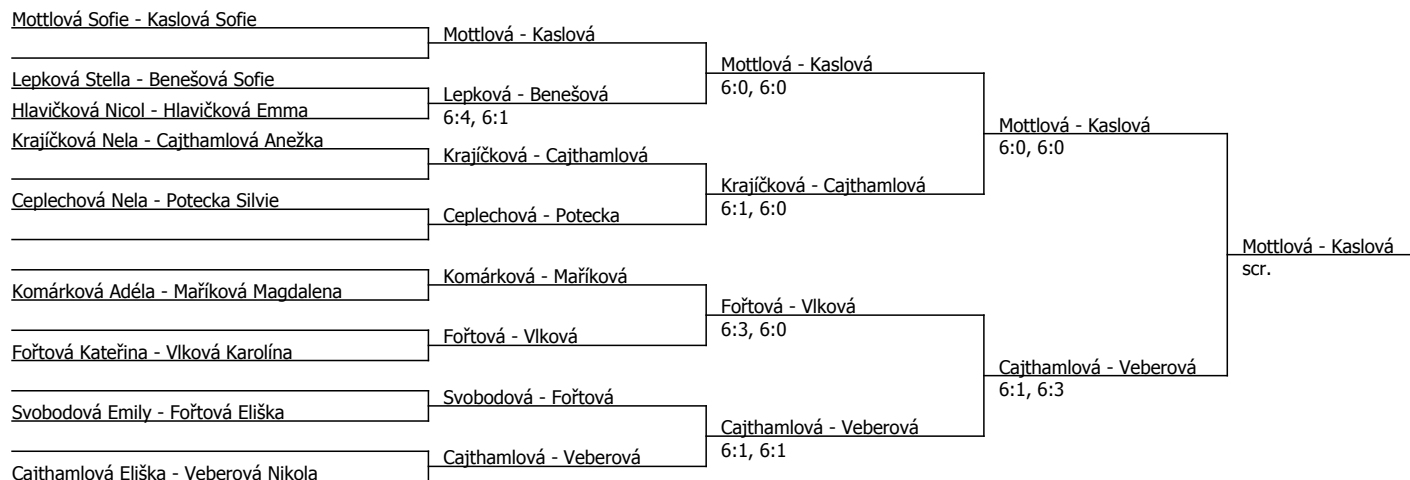 Mottlová Sofie - Kaslová Sofie
Lepková Stella - Benešová Sofie
Hlavičková Nicol - Hlavičková Emma
Krajíčková Nela - Cajthamlová Anežka
Ceplechová Nela - Potecka Silvie
Komárková Adéla - Maříková Magdalena
Fořtová Kateřina - Vlková Karolína
Svobodová Emily - Fořtová Eliška
Cajthamlová Eliška - Veberová Nikola
Mottlová - Kaslová
Lepková - Benešová
6:4, 6:1
Krajíčková - Cajthamlová
Ceplechová - Potecka
Komárková - Maříková
Fořtová - Vlková
Svobodová - Fořtová
Cajthamlová - Veberová
Mottlová - Kaslová
6:0, 6:0
Krajíčková - Cajthamlová
6:1, 6:0
Fořtová - Vlková
6:3, 6:0
Cajthamlová - Veberová
6:1, 6:1
Mottlová - Kaslová
6:0, 6:0
Cajthamlová - Veberová
6:1, 6:3
Mottlová - Kaslová
scr.